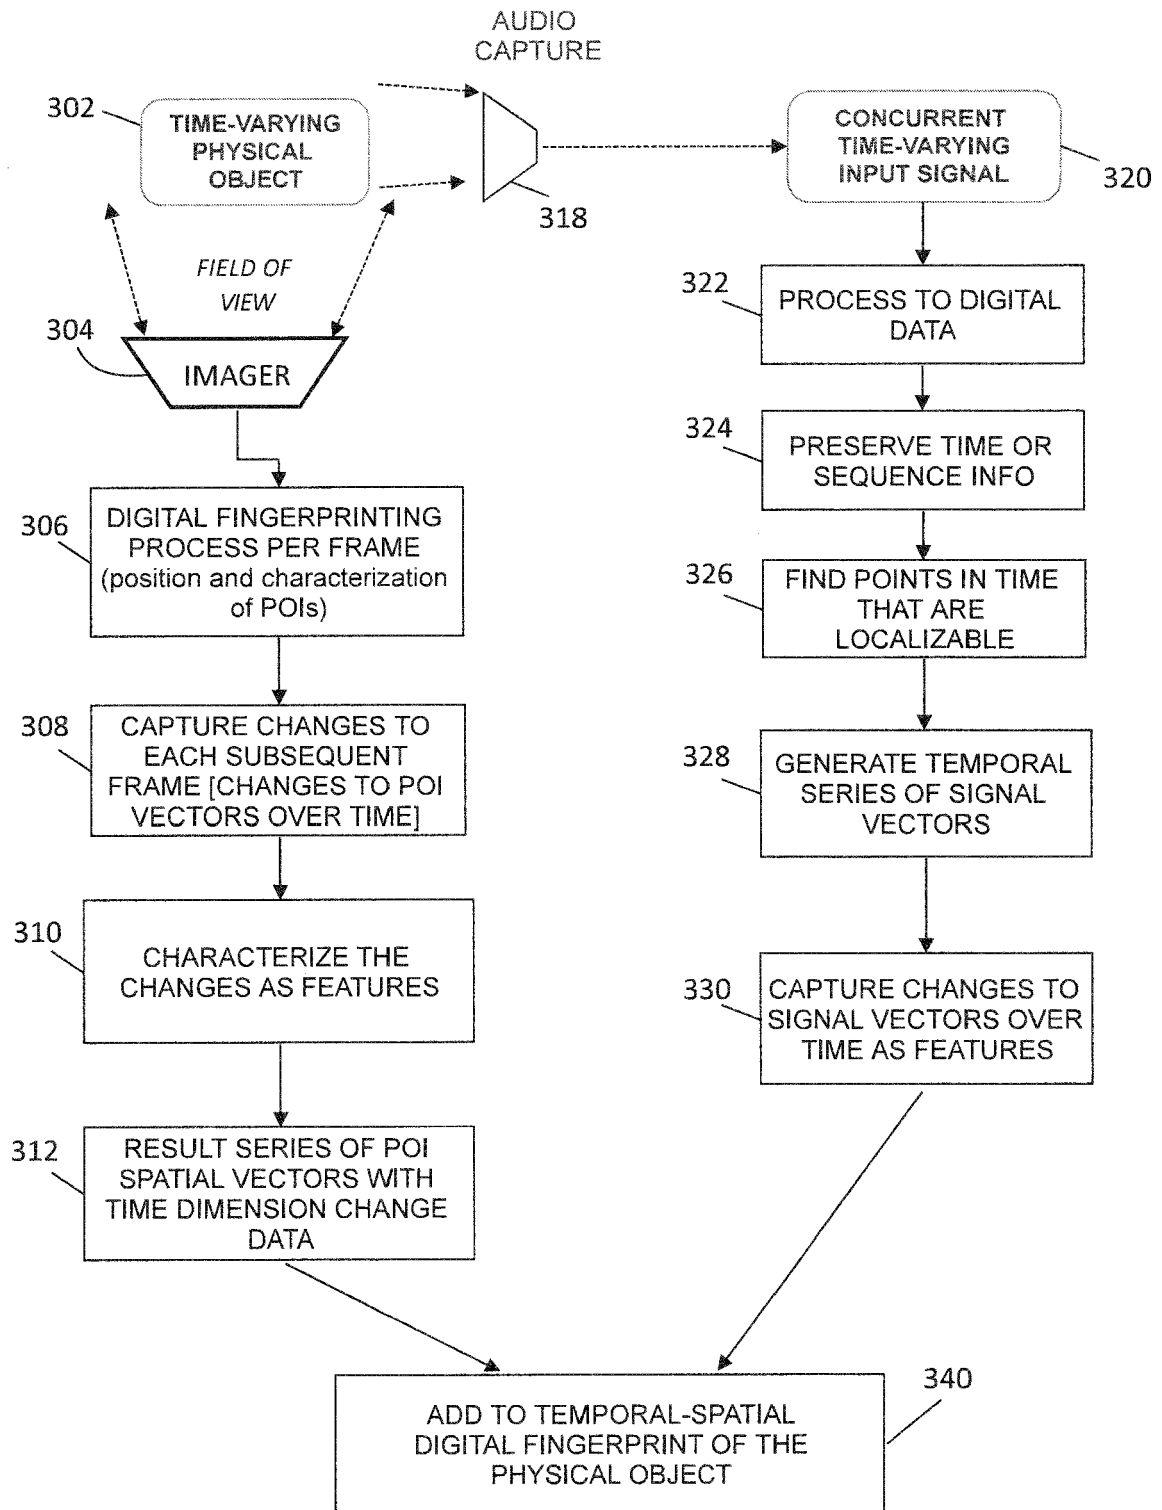 AUDIO
CAPTURE
302
TIME-VARYING
PHYSICAL
OBJECT
318
CONCURRENT
TIME-VARYING
INPUT SIGNAL
320
FIELD OF
VIEW
304
IMAGER
306
DIGITAL FINGERPRINTING
PROCESS PER FRAME
(position and characterization
of POIs)
308
CAPTURE CHANGES TO
EACH SUBSEQUENT
FRAME [CHANGES TO POI
VECTORS OVER TIME]
310
CHARACTERIZE THE
CHANGES AS FEATURES
312
RESULT SERIES OF POI
SPATIAL VECTORS WITH
TIME DIMENSION CHANGE
DATA
322
PROCESS TO DIGITAL
DATA
324
PRESERVE TIME OR
SEQUENCE INFO
326
FIND POINTS IN TIME
THAT ARE
LOCALIZABLE
328
GENERATE TEMPORAL
SERIES OF SIGNAL
VECTORS
330
CAPTURE CHANGES TO
SIGNAL VECTORS OVER
TIME AS FEATURES
340
ADD TO TEMPORAL-SPATIAL
DIGITAL FINGERPRINT OF THE
PHYSICAL OBJECT